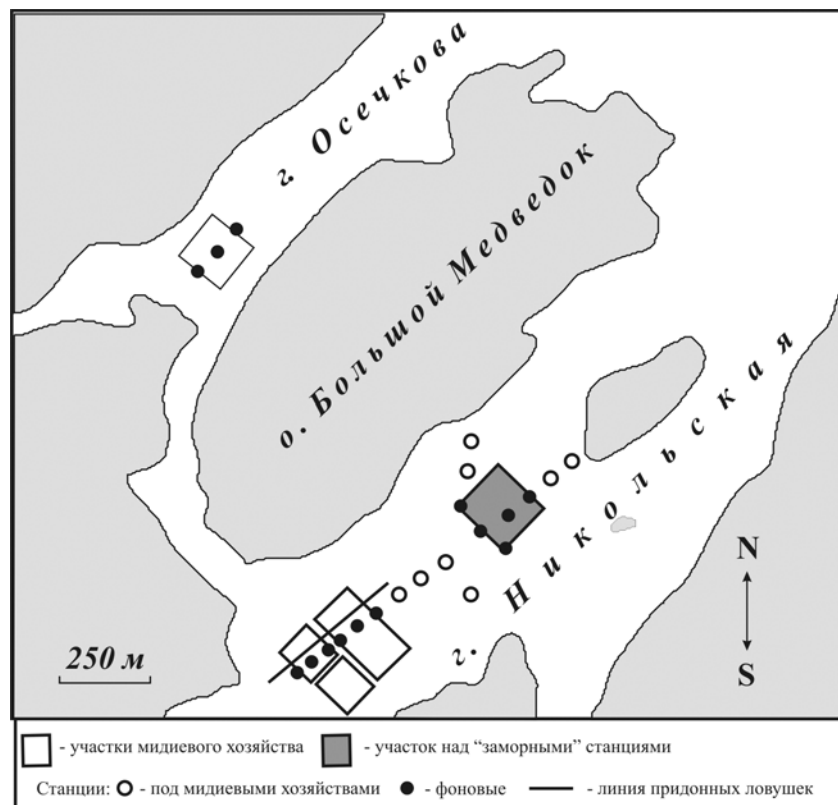 г. Осечкова
о. Большой Медведок
г. Никольская
N
S
250 м
- участки мидиевого хозяйства
- участок над “заморными” станциями
Станции:
- под мидиевыми хозяйствами
- фоновые
- линия придонных ловушек